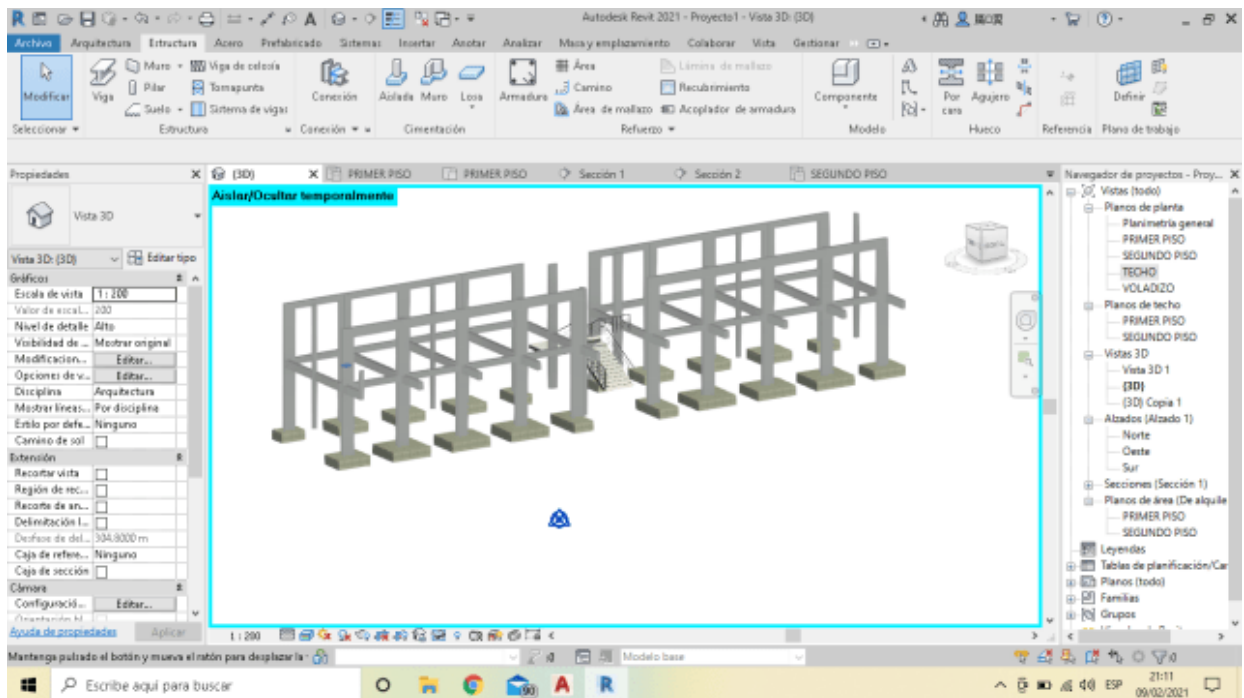 Autodesk Revit 2021 - Proyecto1 - Vista 3D: {3D}
Archivo Arquitectura Estructura Acero Prefabricado Sistemas Insertar Anotar Analizar Masa y emplazamiento Colaborar Vista Gestionar
Modificar
Viga
Muro
Pilar
Suelo
Viga de celosía
Tornapunta
Sistema de vigas
Conexión
Aislada Muro Losa
Armadura
Área
Camino
Área de mallazo
Lámina de mallazo
Recubrimiento
Acoplador de armadura
Componente
Por cara
Agujero
Definir
Seleccionar Estructura Conexión Cimentación Refuerzo Modelo Hueco Referencia Plano de trabajo
Propiedades
{3D} PRIMER PISO PRIMER PISO Sección 1 Sección 2 SEGUNDO PISO
Navegador de proyectos - Proy...
Vista 3D
Vista 3D: {3D}
Editar tipo
Gráficos
Escala de vista 1 : 200
Valor de escal... 200
Nivel de detalle Alto
Visibilidad de ... Mostrar original
Modificacion... Editar...
Opciones de v... Editar...
Disciplina Arquitectura
Mostrar líneas... Por disciplina
Estilo por defe... Ninguno
Camino de sol
Extensión
Recortar vista
Región de rec...
Recorte de an...
Delimitación l...
Desfase de del... 304.8000 m
Caja de refere... Ninguno
Caja de sección
Cámara
Configuració... Editar...
Ayuda de propiedades
Aplicar
Aislar/Ocultar temporalmente
Vistas (todo)
Planos de planta
Planimetría general
PRIMER PISO
SEGUNDO PISO
TECHO
VOLADIZO
Planos de techo
PRIMER PISO
SEGUNDO PISO
Vistas 3D
Vista 3D 1
{3D}
{3D} Copia 1
Alzados (Alzado 1)
Norte
Oeste
Sur
Secciones (Sección 1)
Planos de área (De alquile
PRIMER PISO
SEGUNDO PISO
Leyendas
Tablas de planificación/Car
Planos (todo)
Familias
Grupos
1 : 200
Mantenga pulsado el botón y mueva el ratón para desplazar la
Modelo base
Escribe aquí para buscar
90
ESP
21:11
09/02/2021